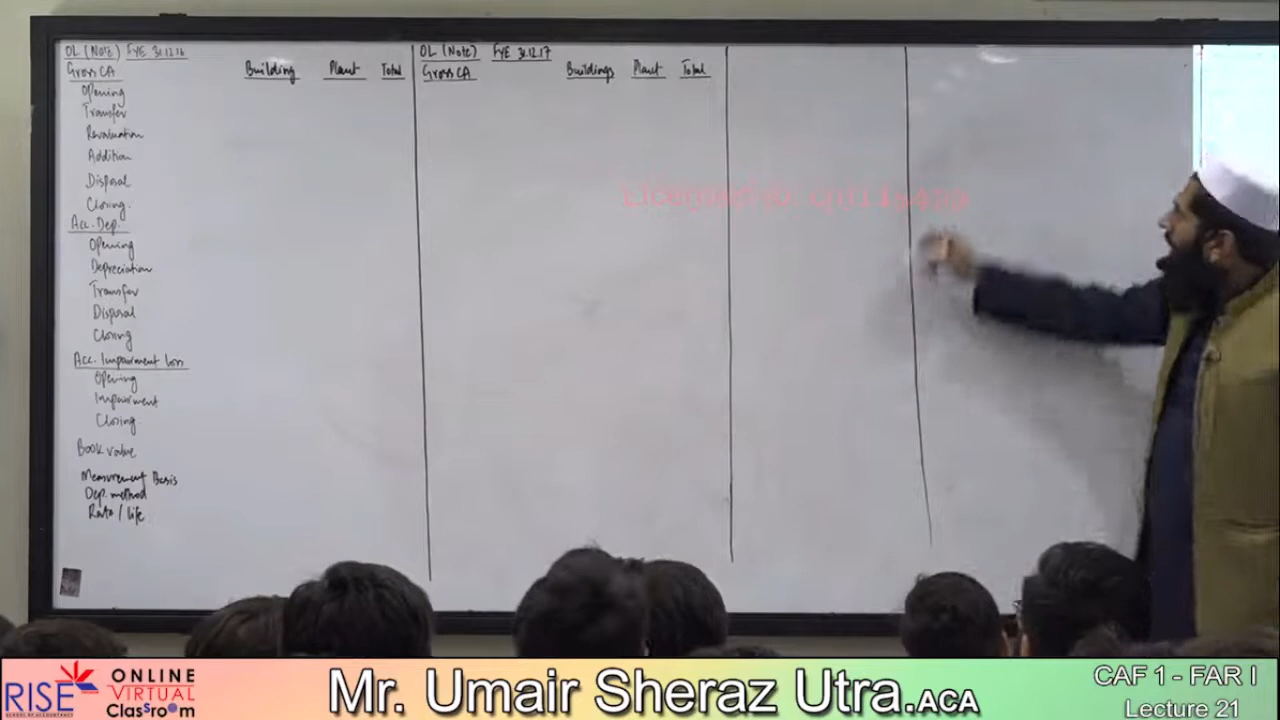 OL (Note) FYE 31.12.16
Gross CA Building Plant Total
Opening
Transfer
Revaluation
Addition
Disposal
Closing
Acc. Dep.
Opening
Depreciation
Transfer
Disposal
Closing
Acc. Impairment Loss
Opening
Impairment
Closing
Book value
Measurement Basis
Dep. method
Rate / life
OL (Note) FYE 31.12.17
Gross CA Buildings Plant Total
RISE
SCHOOL OF ACCOUNTANCY
ONLINE
VIRTUAL
ClassroOm
Mr. Umair Sheraz Utra.ACA
CAF 1 - FAR I
Lecture 21